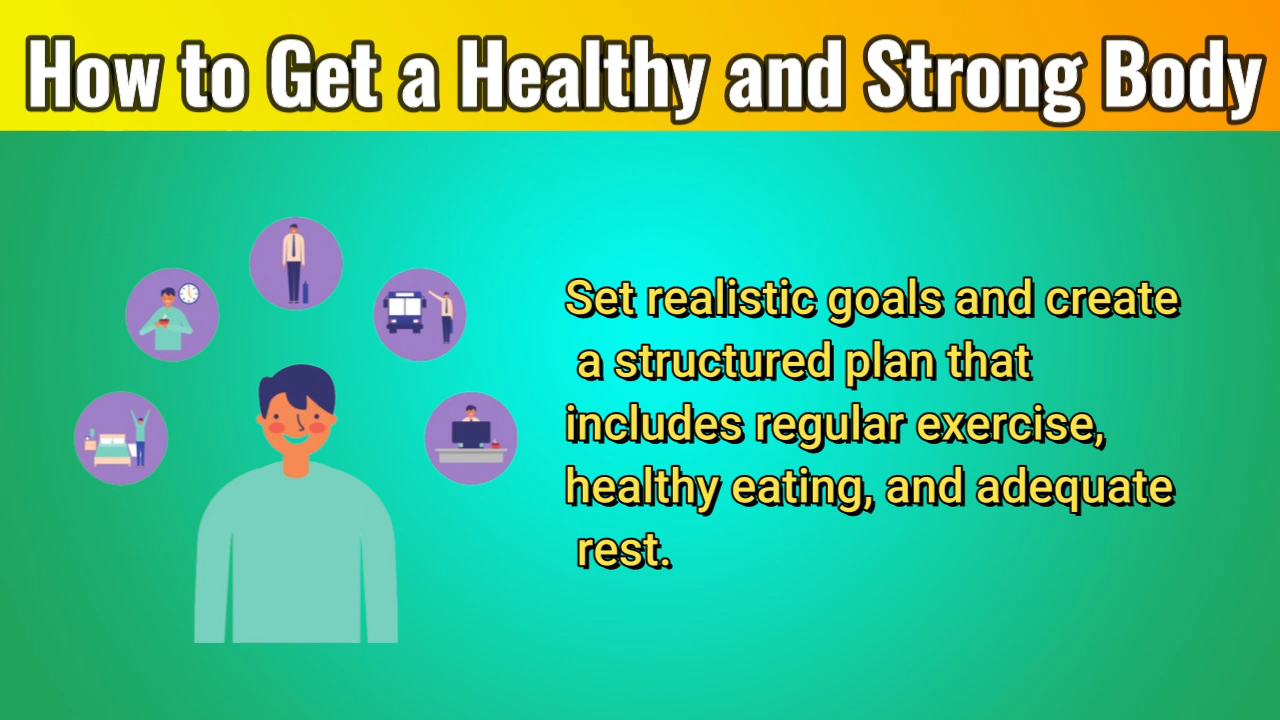 How to Get a Healthy and Strong Body
Set realistic goals and create
a structured plan that
includes regular exercise,
healthy eating, and adequate
rest.